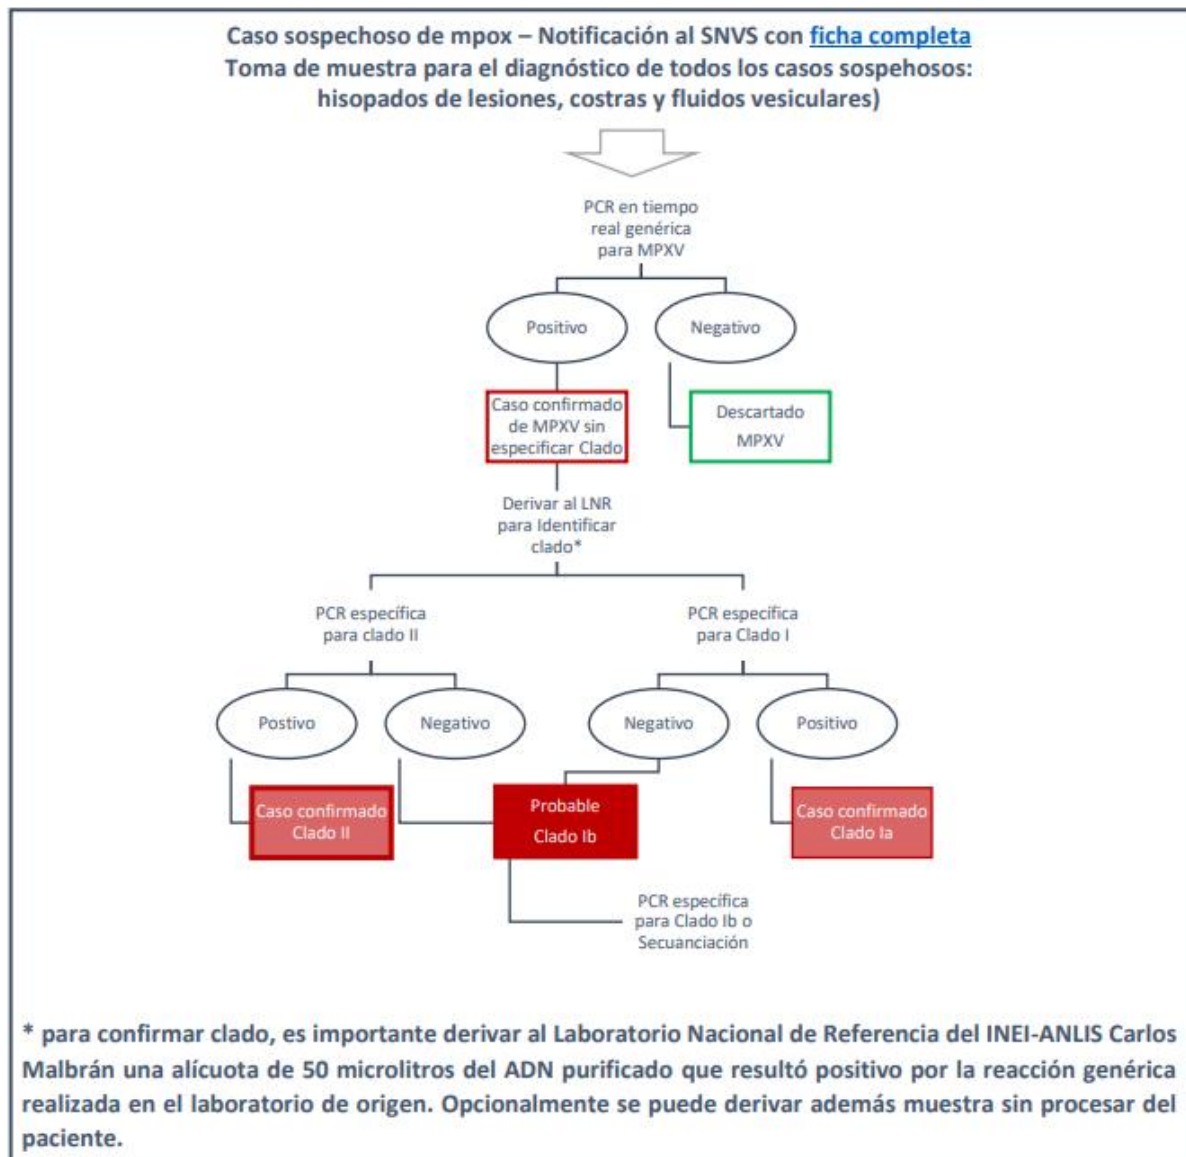 Caso sospechoso de mpox – Notificación al SNVS con ficha completa
Toma de muestra para el diagnóstico de todos los casos sospehosos:
hisopados de lesiones, costras y fluidos vesiculares)
PCR en tiempo
real genérica
para MPXV
Positivo
Negativo
Caso confirmado
de MPXV sin
especificar Clado
Descartado
MPXV
Derivar al LNR
para Identificar
clado*
PCR específica
para clado II
PCR específica
para Clado I
Postivo
Negativo
Negativo
Positivo
Caso confirmado
Clado II
Probable
Clado Ib
Caso confirmado
Clado Ia
PCR específica
para Clado Ib o
Secuanciación
* para confirmar clado, es importante derivar al Laboratorio Nacional de Referencia del INEI-ANLIS Carlos
Malbrán una alícuota de 50 microlitros del ADN purificado que resultó positivo por la reacción genérica
realizada en el laboratorio de origen. Opcionalmente se puede derivar además muestra sin procesar del
paciente.